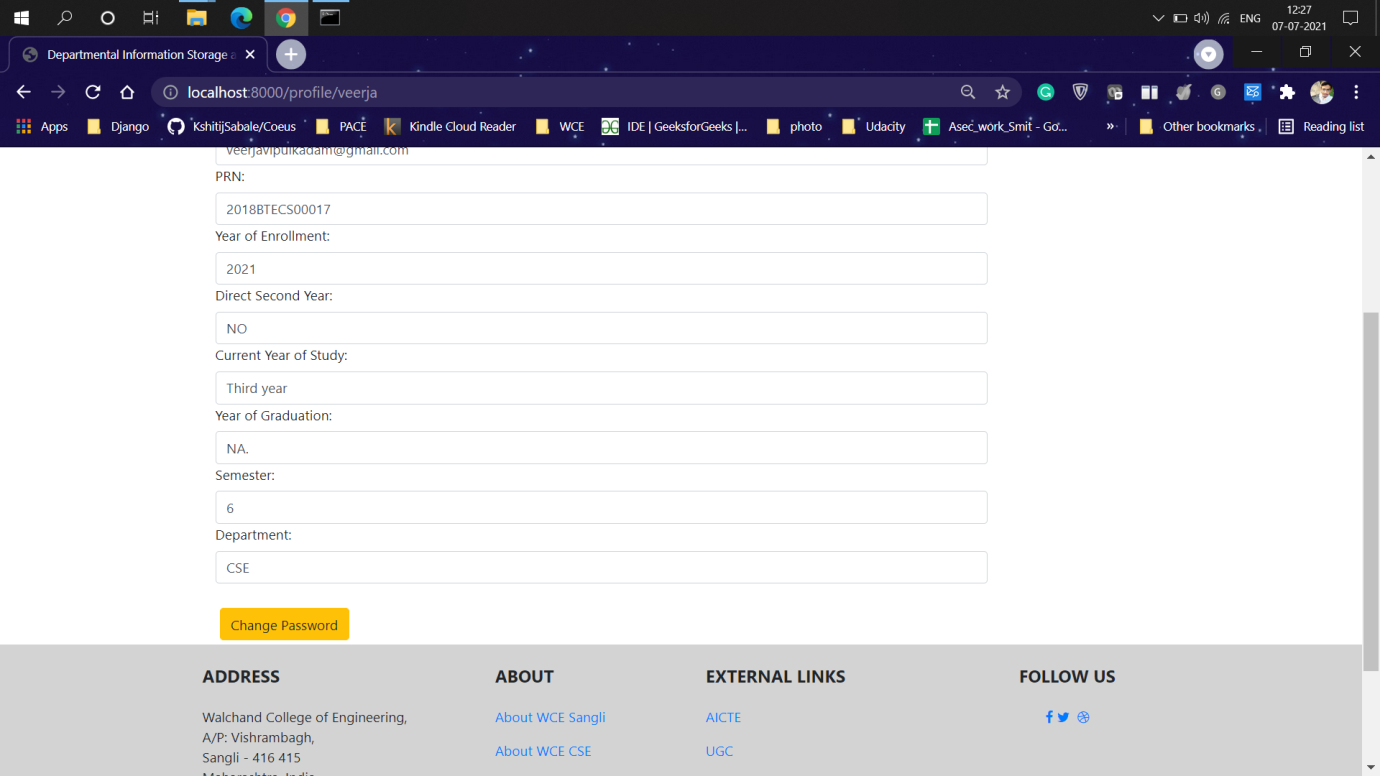 12:27
ENG
07-07-2021
Departmental Information Storage a
localhost:8000/profile/veerja
Apps Django KshitijSabale/Coeus PACE Kindle Cloud Reader WCE IDE | GeeksforGeeks |... photo Udacity Asec_work_Smit - Go... » Other bookmarks Reading list
veerjavipulkadam@gmail.com
PRN:
2018BTECS00017
Year of Enrollment:
2021
Direct Second Year:
NO
Current Year of Study:
Third year
Year of Graduation:
NA.
Semester:
6
Department:
CSE
Change Password
ADDRESS ABOUT EXTERNAL LINKS FOLLOW US
Walchand College of Engineering, About WCE Sangli AICTE
A/P: Vishrambagh,
Sangli - 416 415 About WCE CSE UGC
Maharashtra, India